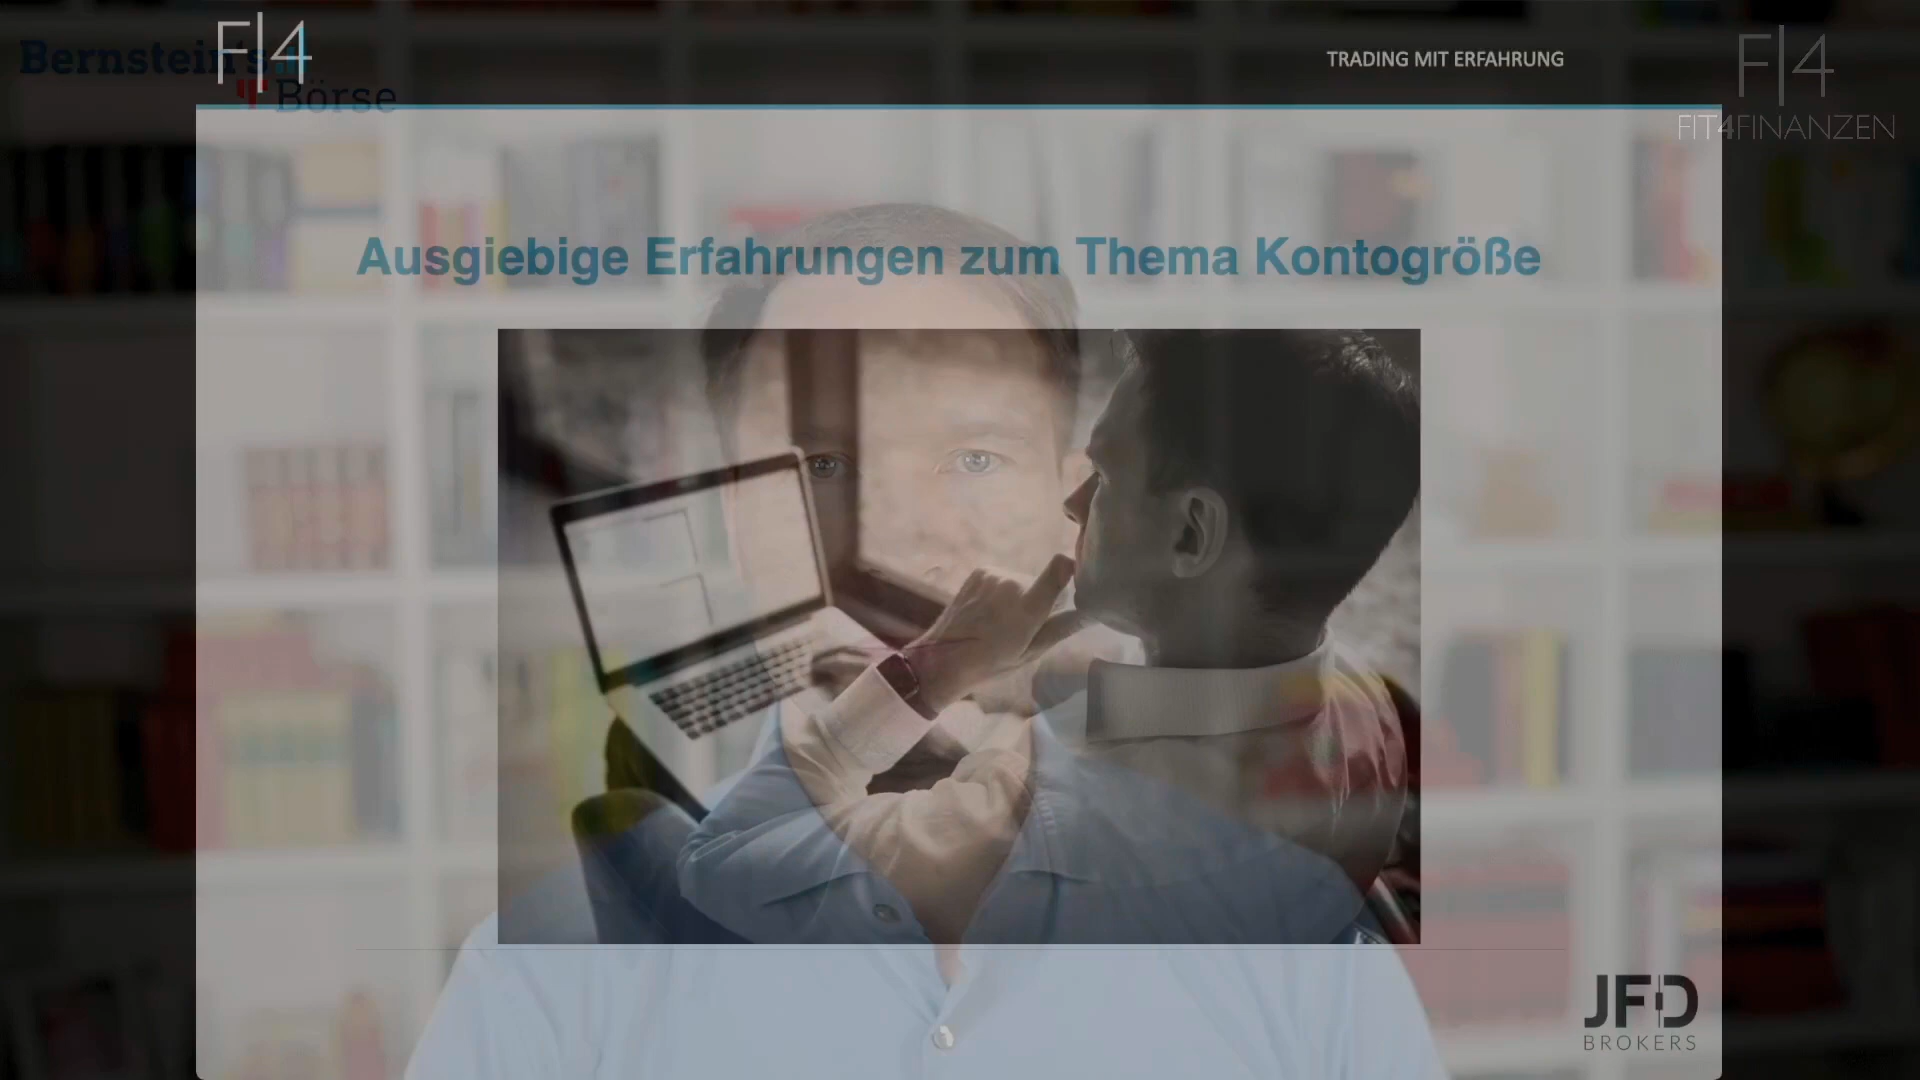 Bernstein's
Börse
F|4
TRADING MIT ERFAHRUNG
F|4
FIT4FINANZEN
Ausgiebige Erfahrungen zum Thema Kontogröße
JFD
BROKERS